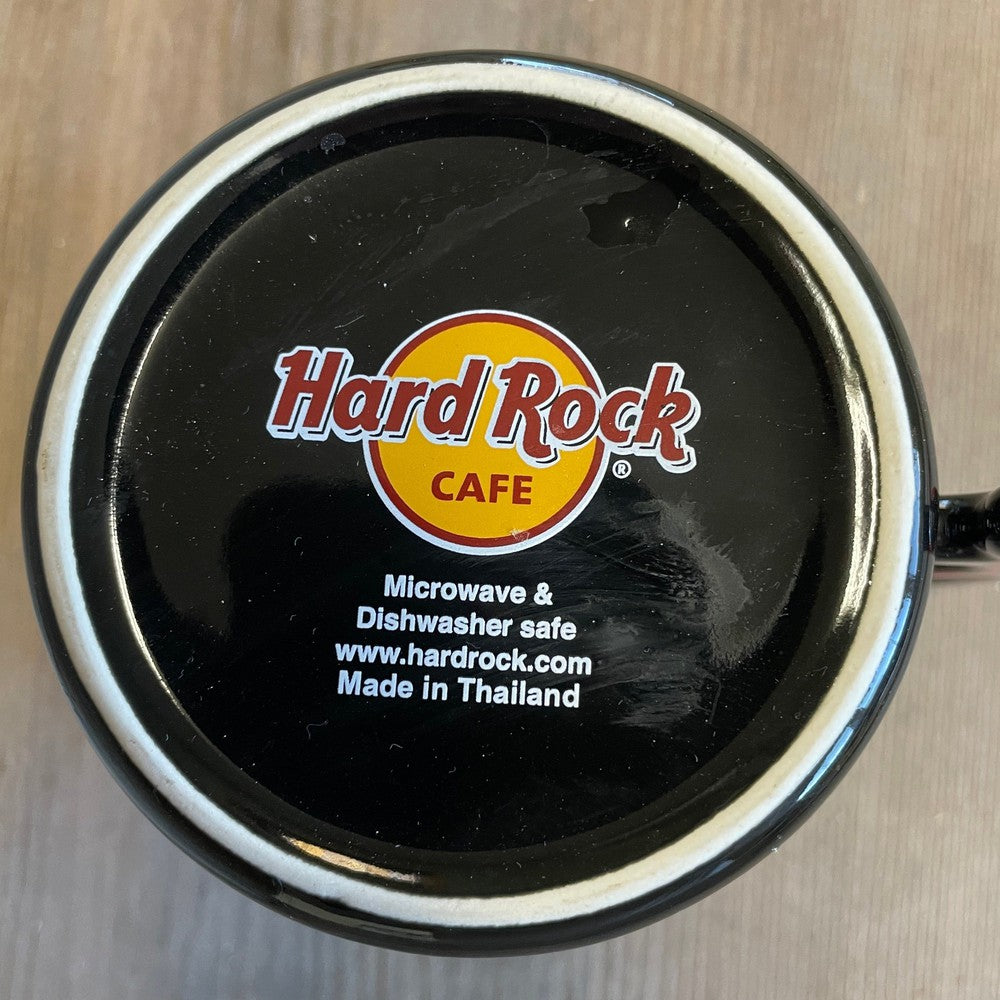 Hard Rock
CAFE
®
Microwave &
Dishwasher safe
www.hardrock.com
Made in Thailand